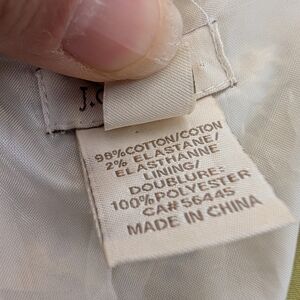 J.
98%COTTON/COTON
2% ELASTANE/
ELASTHANNE
LINING/
DOUBLURE:
100%POLYESTER
CA#56445
MADE IN CHINA